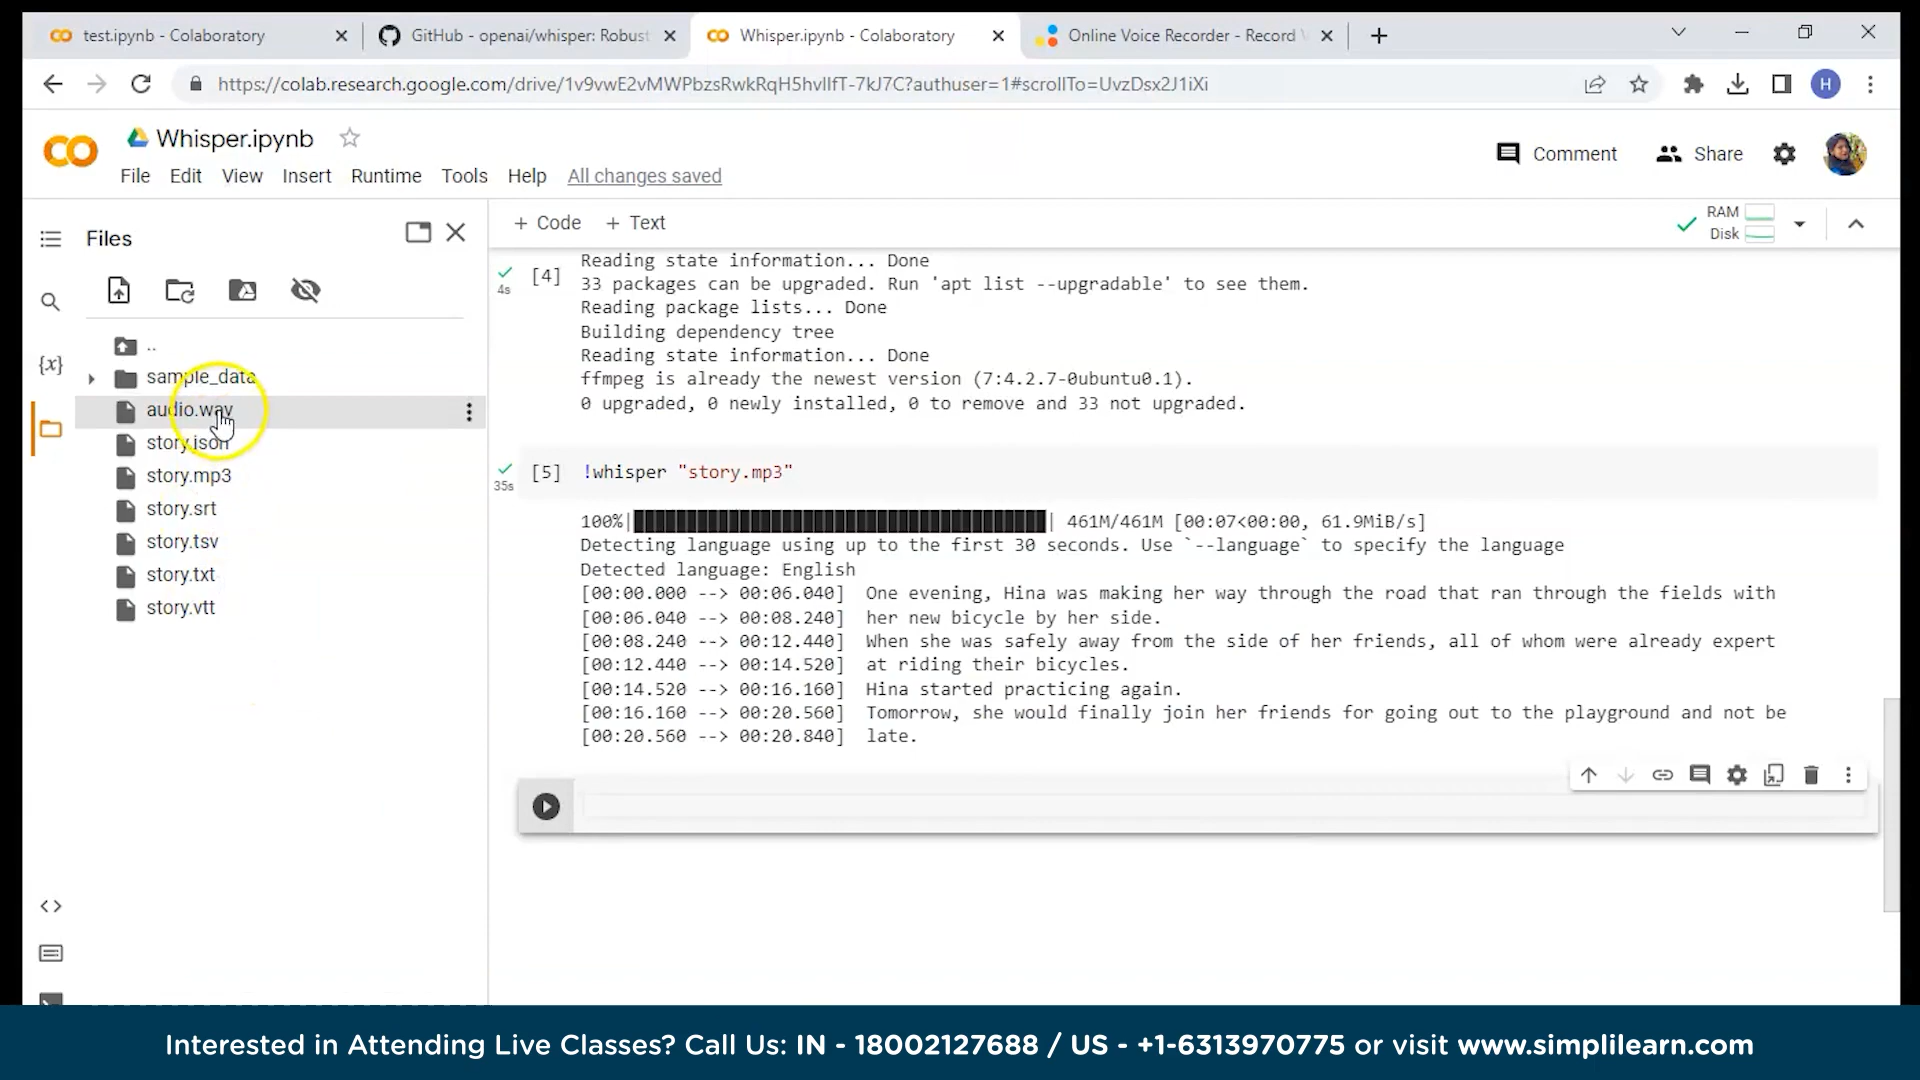 test.ipynb - Colaboratory
GitHub - openai/whisper: Robust
Whisper.ipynb - Colaboratory
Online Voice Recorder - Record V
https://colab.research.google.com/drive/1v9vwE2vMWPbzsRwkRqH5hvIlfT-7kJ7C?authuser=1#scrollTo=UvzDsx2J1iXi
H
CO
Whisper.ipynb
Comment
Share
File Edit View Insert Runtime Tools Help All changes saved
Files
+ Code + Text
RAM
Disk
{x}
..
sample_data
audio.wav
story.json
story.mp3
story.srt
story.tsv
story.txt
story.vtt
Reading state information... Done
[4] 33 packages can be upgraded. Run 'apt list --upgradable' to see them.
4s
Reading package lists... Done
Building dependency tree
Reading state information... Done
ffmpeg is already the newest version (7:4.2.7-0ubuntu0.1).
0 upgraded, 0 newly installed, 0 to remove and 33 not upgraded.
[5] !whisper "story.mp3"
35s
100%| | 461M/461M [00:07<00:00, 61.9MiB/s]
Detecting language using up to the first 30 seconds. Use `--language` to specify the language
Detected language: English
[00:00.000 --> 00:06.040] One evening, Hina was making her way through the road that ran through the fields with
[00:06.040 --> 00:08.240] her new bicycle by her side.
[00:08.240 --> 00:12.440] When she was safely away from the side of her friends, all of whom were already expert
[00:12.440 --> 00:14.520] at riding their bicycles.
[00:14.520 --> 00:16.160] Hina started practicing again.
[00:16.160 --> 00:20.560] Tomorrow, she would finally join her friends for going out to the playground and not be
[00:20.560 --> 00:20.840] late.
Interested in Attending Live Classes? Call Us: IN - 18002127688 / US - +1-6313970775 or visit www.simplilearn.com